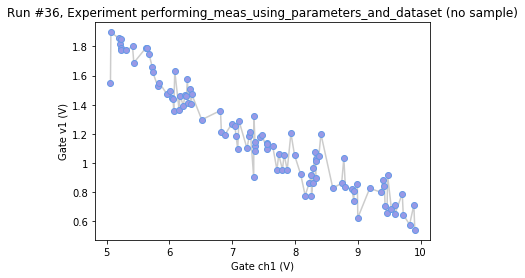 Run #36, Experiment performing_meas_using_parameters_and_dataset (no sample)
Gate v1 (V)
1.8
1.6
1.4
1.2
1.0
0.8
0.6
5 6 7 8 9 10
Gate ch1 (V)